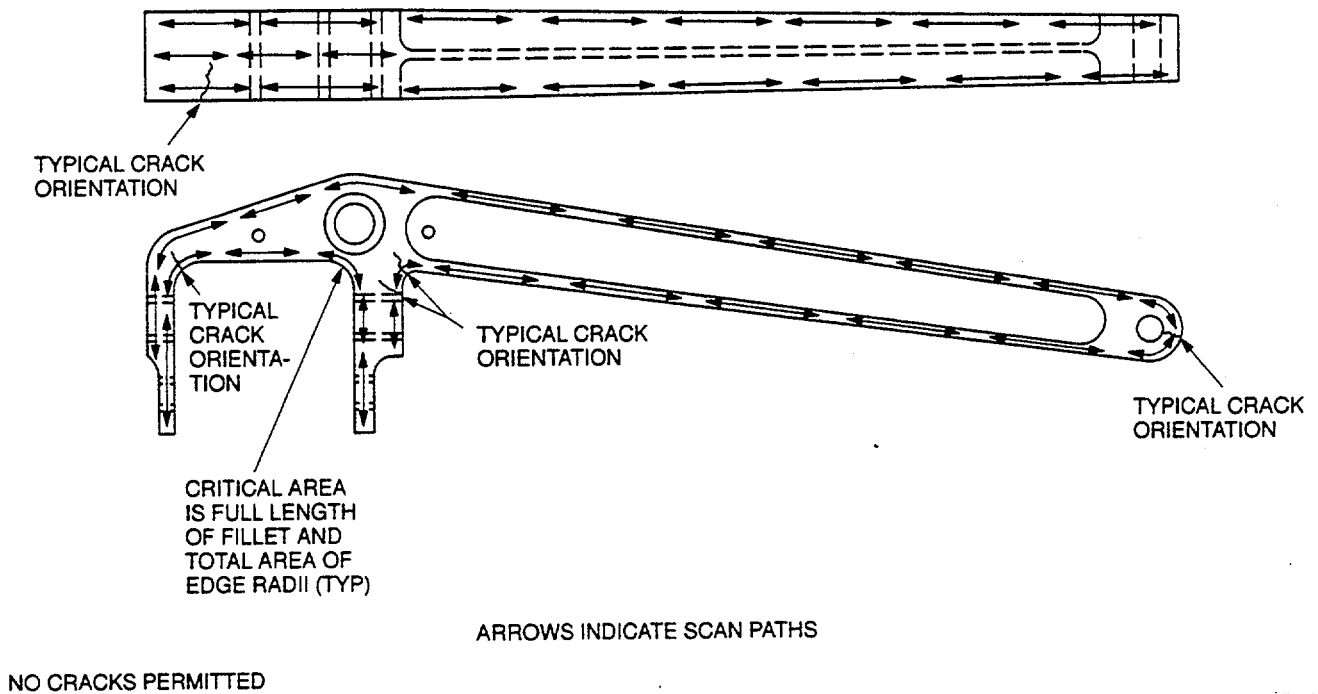 TYPICAL CRACK
ORIENTATION
TYPICAL
CRACK
ORIENTA-
TION
TYPICAL CRACK
ORIENTATION
TYPICAL CRACK
ORIENTATION
CRITICAL AREA
IS FULL LENGTH
OF FILLET AND
TOTAL AREA OF
EDGE RADII (TYP)
ARROWS INDICATE SCAN PATHS
NO CRACKS PERMITTED